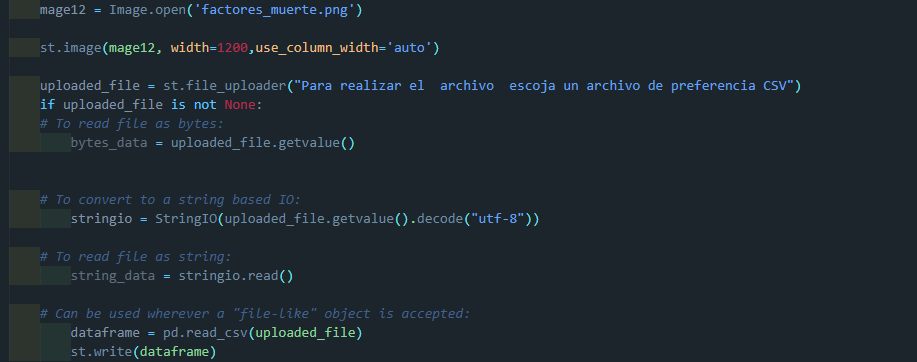 mage12 = Image.open('factores_muerte.png')
st.image(mage12, width=1200,use_column_width='auto')
uploaded_file = st.file_uploader("Para realizar el  archivo  escoja un archivo de preferencia CSV")
if uploaded_file is not None:
# To read file as bytes:
bytes_data = uploaded_file.getvalue()
# To convert to a string based IO:
stringio = StringIO(uploaded_file.getvalue().decode("utf-8"))
# To read file as string:
string_data = stringio.read()
# Can be used wherever a "file-like" object is accepted:
dataframe = pd.read_csv(uploaded_file)
st.write(dataframe)